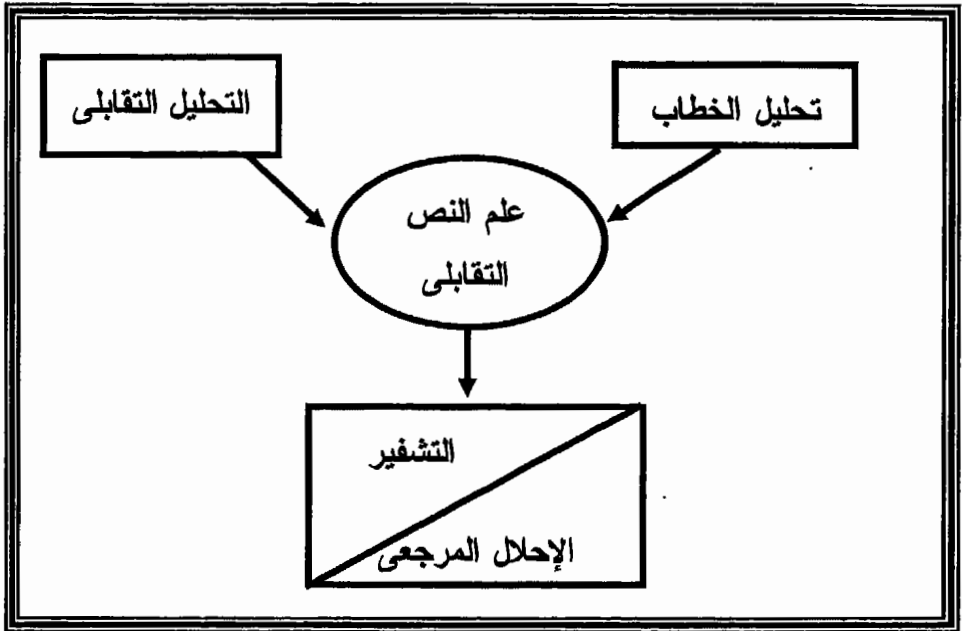 تحليل الخطاب
التحليل التقابلى
علم النص
التقابلى
التشفير
الإحلال المرجعى